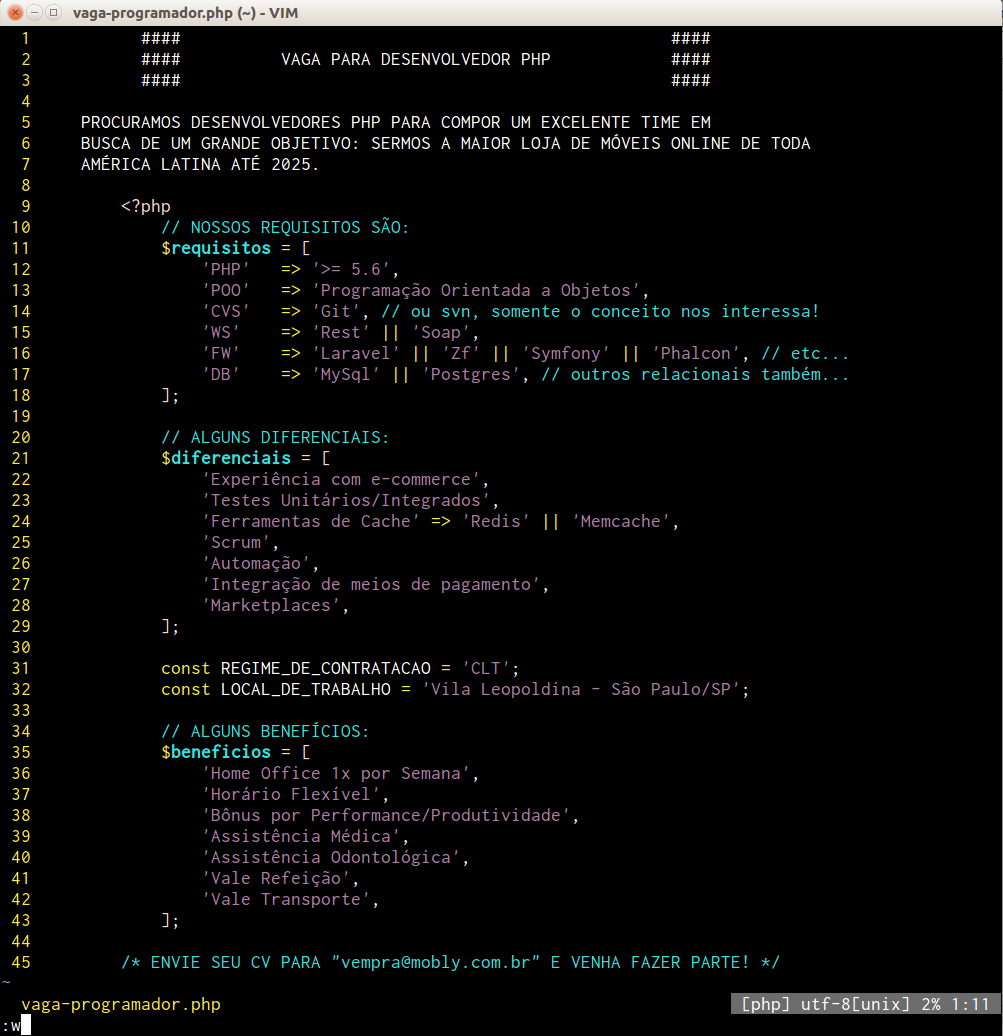 vaga-programador.php (~) - VIM
1 #### ####
2 #### VAGA PARA DESENVOLVEDOR PHP ####
3 #### ####
4
5 PROCURAMOS DESENVOLVEDORES PHP PARA COMPOR UM EXCELENTE TIME EM
6 BUSCA DE UM GRANDE OBJETIVO: SERMOS A MAIOR LOJA DE MÓVEIS ONLINE DE TODA
7 AMÉRICA LATINA ATÉ 2025.
8
9 <?php
10 // NOSSOS REQUISITOS SÃO:
11 $requisitos = [
12 'PHP' => '>= 5.6',
13 'POO' => 'Programação Orientada a Objetos',
14 'CVS' => 'Git', // ou svn, somente o conceito nos interessa!
15 'WS' => 'Rest' || 'Soap',
16 'FW' => 'Laravel' || 'Zf' || 'Symfony' || 'Phalcon', // etc...
17 'DB' => 'MySql' || 'Postgres', // outros relacionais também...
18 ];
19
20 // ALGUNS DIFERENCIAIS:
21 $diferenciais = [
22 'Experiência com e-commerce',
23 'Testes Unitários/Integrados',
24 'Ferramentas de Cache' => 'Redis' || 'Memcache',
25 'Scrum',
26 'Automação',
27 'Integração de meios de pagamento',
28 'Marketplaces',
29 ];
30
31 const REGIME_DE_CONTRATACAO = 'CLT';
32 const LOCAL_DE_TRABALHO = 'Vila Leopoldina - São Paulo/SP';
33
34 // ALGUNS BENEFÍCIOS:
35 $beneficios = [
36 'Home Office 1x por Semana',
37 'Horário Flexível',
38 'Bônus por Performance/Produtividade',
39 'Assistência Médica',
40 'Assistência Odontológica',
41 'Vale Refeição',
42 'Vale Transporte',
43 ];
44
45 /* ENVIE SEU CV PARA "vempra@mobly.com.br" E VENHA FAZER PARTE! */
~
vaga-programador.php [php] utf-8[unix] 2% 1:11
:w